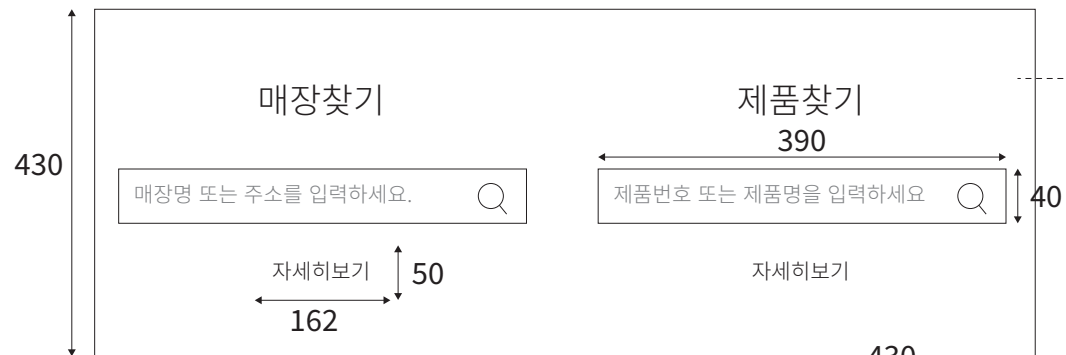 매장찾기
제품찾기
390
430
매장명 또는 주소를 입력하세요.
제품번호 또는 제품명을 입력하세요
40
자세히보기
50
자세히보기
162
430